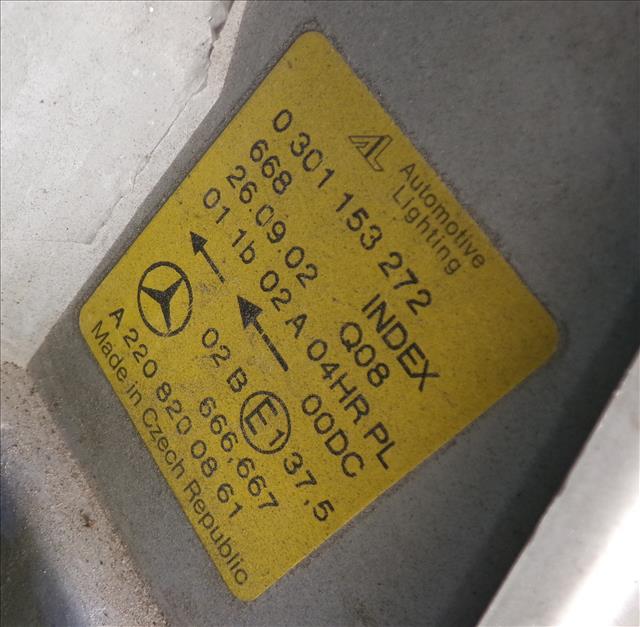 AL Automotive
Lighting
0 301 153 272
668 INDEX
26.09.02 Q08
01 1b 02 A 04HR PL
00DC
02 B E1 37,5
666,667
A 220 820 08 61
Made in Czech Republic